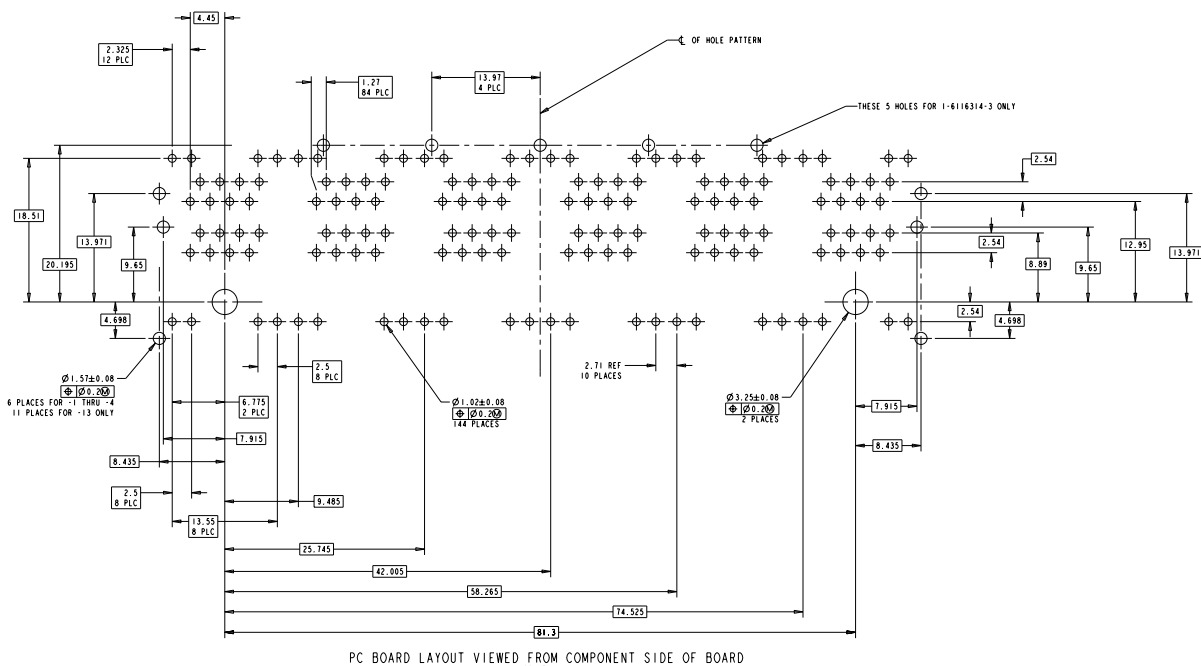 4.45
2.325
12 PLC
1.27
84 PLC
13.97
4 PLC
℄ OF HOLE PATTERN
THESE 5 HOLES FOR 1-6116314-3 ONLY
2.54
18.51
13.971
20.195
9.65
2.54
8.89
9.65
12.95
13.971
4.698
2.54
4.698
Ø1.57±0.08
⌖ Ø0.2Ⓜ
6 PLACES FOR -1 THRU -4
11 PLACES FOR -13 ONLY
2.5
8 PLC
6.775
2 PLC
Ø1.02±0.08
⌖ Ø0.2Ⓜ
144 PLACES
2.71 REF
10 PLACES
Ø3.25±0.08
⌖ Ø0.2Ⓜ
2 PLACES
7.915
7.915
8.435
8.435
2.5
8 PLC
9.485
13.55
8 PLC
25.745
42.005
58.265
74.525
81.3
PC BOARD LAYOUT VIEWED FROM COMPONENT SIDE OF BOARD